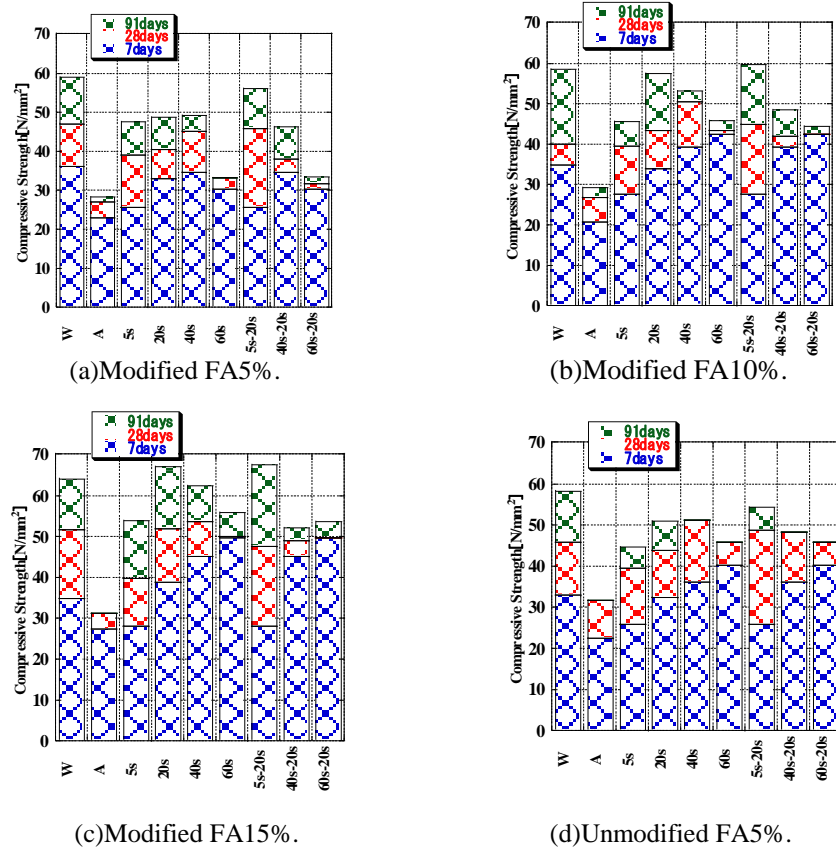 91days
28days
7days
Compressive Strength[N/mm²]
70
60
50
40
30
20
10
0
W
A
5s
20s
40s
60s
5s-20s
40s-20s
60s-20s
(a)Modified FA5%.
91days
28days
7days
Compressive Strength[N/mm²]
70
60
50
40
30
20
10
0
W
A
5s
20s
40s
60s
5s-20s
40s-20s
60s-20s
(b)Modified FA10%.
91days
28days
7days
Compressive Strength[N/mm²]
70
60
50
40
30
20
10
0
W
A
5s
20s
40s
60s
5s-20s
40s-20s
60s-20s
(c)Modified FA15%.
91days
28days
7days
Compressive Strength[N/mm²]
70
60
50
40
30
20
10
0
W
A
5s
20s
40s
60s
5s-20s
40s-20s
60s-20s
(d)Unmodified FA5%.